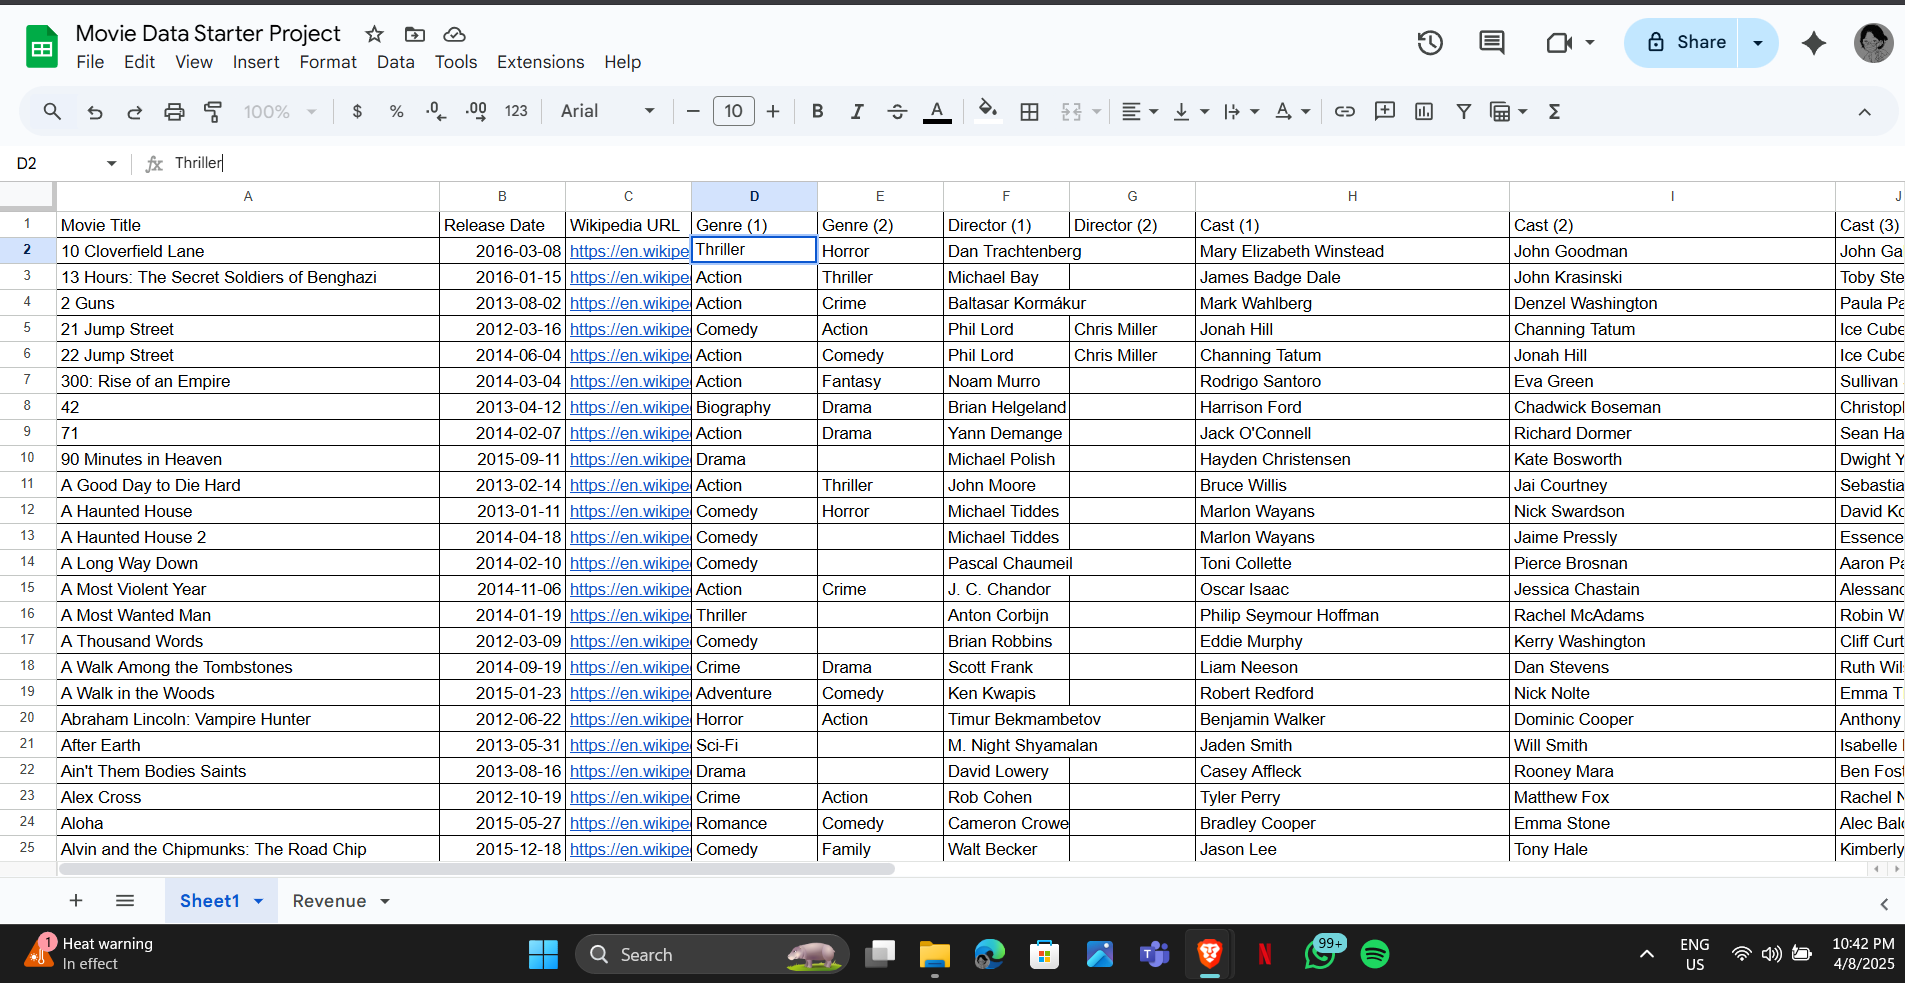 Movie Data Starter Project
File Edit View Insert Format Data Tools Extensions Help
Share
100% $ % .0 .00 123 Arial 10 B I A Σ
D2 fx Thriller
A B C D E F G H I J
1 Movie Title Release Date Wikipedia URL Genre (1) Genre (2) Director (1) Director (2) Cast (1) Cast (2) Cast (3)
2 10 Cloverfield Lane 2016-03-08 https://en.wikipe Thriller Horror Dan Trachtenberg Mary Elizabeth Winstead John Goodman John Ga
3 13 Hours: The Secret Soldiers of Benghazi 2016-01-15 https://en.wikipe Action Thriller Michael Bay James Badge Dale John Krasinski Toby Ste
4 2 Guns 2013-08-02 https://en.wikipe Action Crime Baltasar Kormákur Mark Wahlberg Denzel Washington Paula Pa
5 21 Jump Street 2012-03-16 https://en.wikipe Comedy Action Phil Lord Chris Miller Jonah Hill Channing Tatum Ice Cube
6 22 Jump Street 2014-06-04 https://en.wikipe Action Comedy Phil Lord Chris Miller Channing Tatum Jonah Hill Ice Cube
7 300: Rise of an Empire 2014-03-04 https://en.wikipe Action Fantasy Noam Murro Rodrigo Santoro Eva Green Sullivan
8 42 2013-04-12 https://en.wikipe Biography Drama Brian Helgeland Harrison Ford Chadwick Boseman Christop
9 71 2014-02-07 https://en.wikipe Action Drama Yann Demange Jack O'Connell Richard Dormer Sean Ha
10 90 Minutes in Heaven 2015-09-11 https://en.wikipe Drama Michael Polish Hayden Christensen Kate Bosworth Dwight Y
11 A Good Day to Die Hard 2013-02-14 https://en.wikipe Action Thriller John Moore Bruce Willis Jai Courtney Sebastia
12 A Haunted House 2013-01-11 https://en.wikipe Comedy Horror Michael Tiddes Marlon Wayans Nick Swardson David Ko
13 A Haunted House 2 2014-04-18 https://en.wikipe Comedy Michael Tiddes Marlon Wayans Jaime Pressly Essence
14 A Long Way Down 2014-02-10 https://en.wikipe Comedy Pascal Chaumeil Toni Collette Pierce Brosnan Aaron Pa
15 A Most Violent Year 2014-11-06 https://en.wikipe Action Crime J. C. Chandor Oscar Isaac Jessica Chastain Alessand
16 A Most Wanted Man 2014-01-19 https://en.wikipe Thriller Anton Corbijn Philip Seymour Hoffman Rachel McAdams Robin W
17 A Thousand Words 2012-03-09 https://en.wikipe Comedy Brian Robbins Eddie Murphy Kerry Washington Cliff Curt
18 A Walk Among the Tombstones 2014-09-19 https://en.wikipe Crime Drama Scott Frank Liam Neeson Dan Stevens Ruth Wil
19 A Walk in the Woods 2015-01-23 https://en.wikipe Adventure Comedy Ken Kwapis Robert Redford Nick Nolte Emma T
20 Abraham Lincoln: Vampire Hunter 2012-06-22 https://en.wikipe Horror Action Timur Bekmambetov Benjamin Walker Dominic Cooper Anthony
21 After Earth 2013-05-31 https://en.wikipe Sci-Fi M. Night Shyamalan Jaden Smith Will Smith Isabelle
22 Ain't Them Bodies Saints 2013-08-16 https://en.wikipe Drama David Lowery Casey Affleck Rooney Mara Ben Fost
23 Alex Cross 2012-10-19 https://en.wikipe Crime Action Rob Cohen Tyler Perry Matthew Fox Rachel N
24 Aloha 2015-05-27 https://en.wikipe Romance Comedy Cameron Crowe Bradley Cooper Emma Stone Alec Bald
25 Alvin and the Chipmunks: The Road Chip 2015-12-18 https://en.wikipe Comedy Family Walt Becker Jason Lee Tony Hale Kimberly
Sheet1 Revenue
1 Heat warning
In effect
Search
99+
ENG
US
10:42 PM
4/8/2025